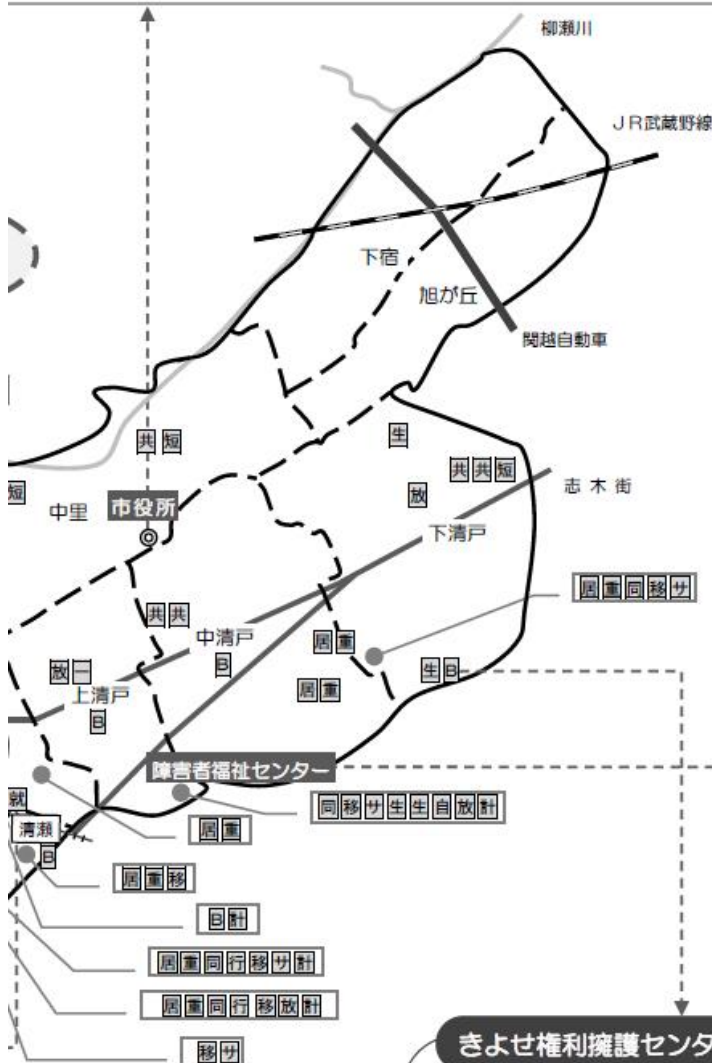 柳瀬川
JR武蔵野線
下宿
旭が丘
関越自動車
生
共短
共共短
短
放
志木街
中里
市役所
下清戸
居重同移サ
共共
中清戸
居重
B
生B
放一
居重
上清戸
B
障害者福祉センター
就
同移サ生生自放計
清瀬
居重
B
居重移
B計
居重同行移サ計
居重同行移放計
移サ
きよせ権利擁護センタ